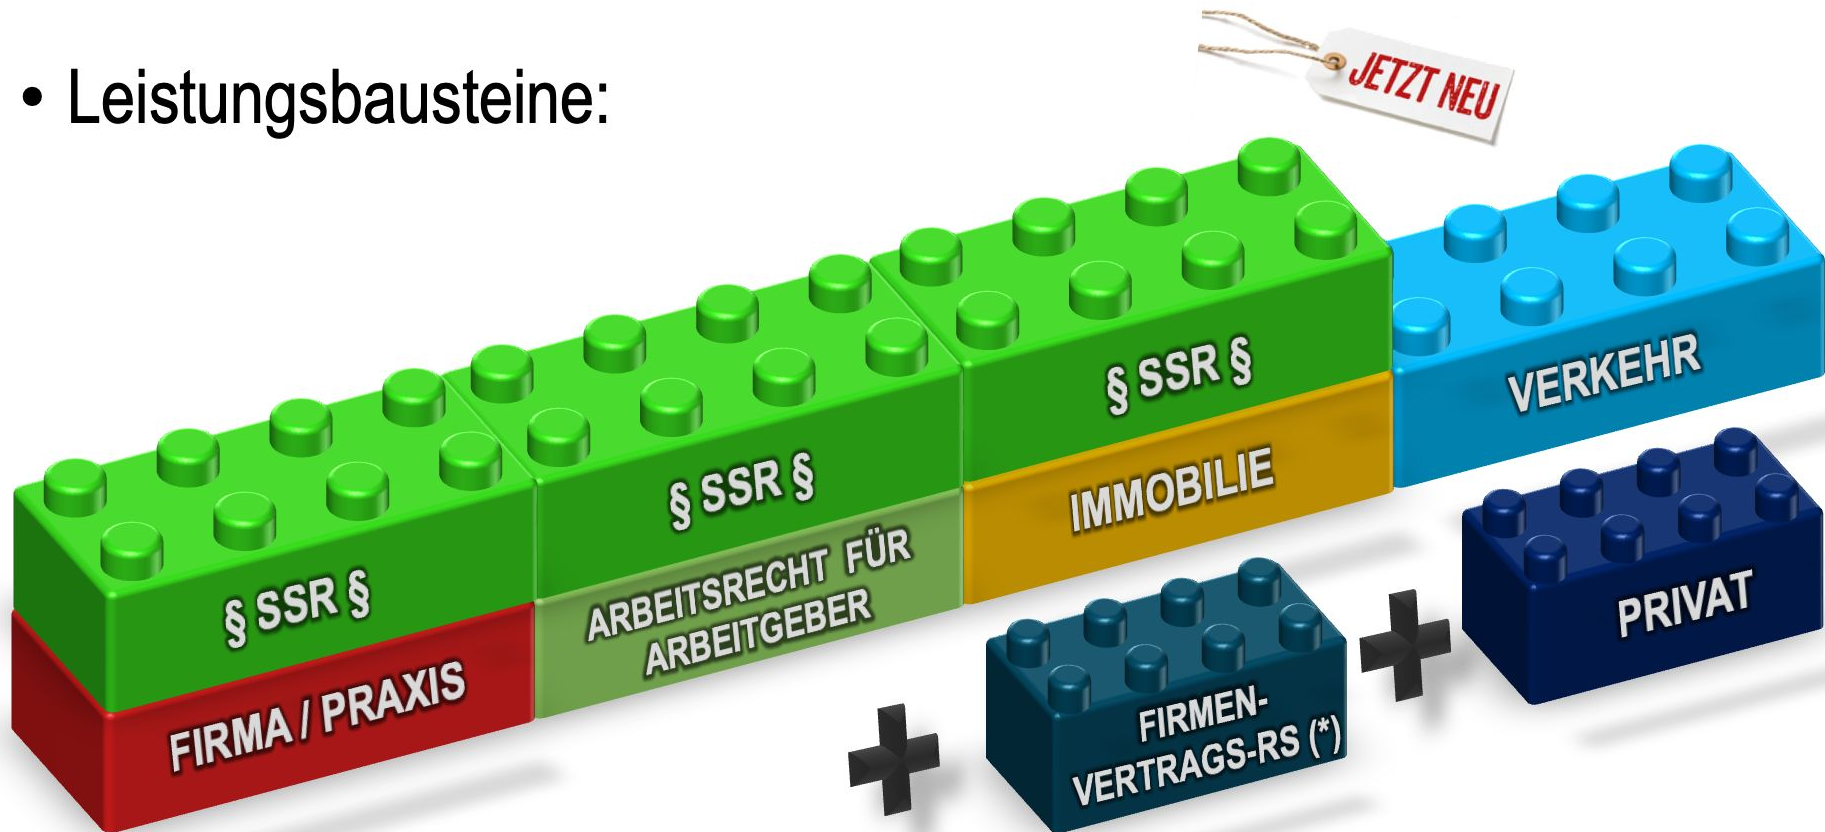 • Leistungsbausteine:
JETZT NEU
§ SSR §
§ SSR §
§ SSR §
VERKEHR
FIRMA / PRAXIS
ARBEITSRECHT FÜR
ARBEITGEBER
IMMOBILIE
FIRMEN-
VERTRAGS-RS (*)
PRIVAT